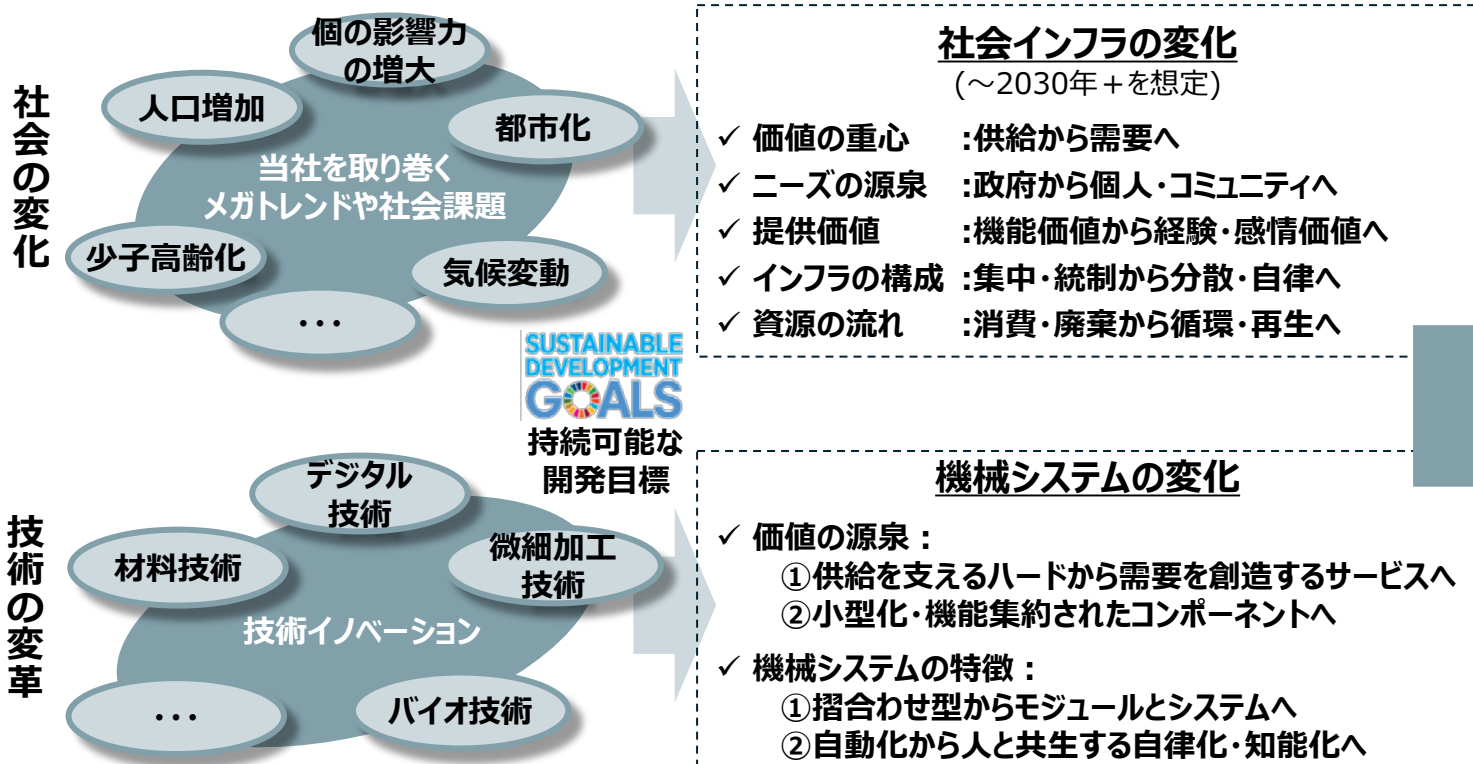 社会の変化
個の影響力
の増大
人口増加
都市化
当社を取り巻く
メガトレンドや社会課題
少子高齢化
気候変動
・・・
社会インフラの変化
(～2030年+を想定)
✓ 価値の重心 :供給から需要へ
✓ ニーズの源泉 :政府から個人・コミュニティへ
✓ 提供価値 :機能価値から経験・感情価値へ
✓ インフラの構成 :集中・統制から分散・自律へ
✓ 資源の流れ :消費・廃棄から循環・再生へ
SUSTAINABLE
DEVELOPMENT
GOALS
持続可能な
開発目標
技術の変革
デジタル
技術
材料技術
微細加工
技術
技術イノベーション
・・・
バイオ技術
機械システムの変化
✓ 価値の源泉：
①供給を支えるハードから需要を創造するサービスへ
②小型化・機能集約されたコンポーネントへ
✓ 機械システムの特徴：
①摺合わせ型からモジュールとシステムへ
②自動化から人と共生する自律化・知能化へ